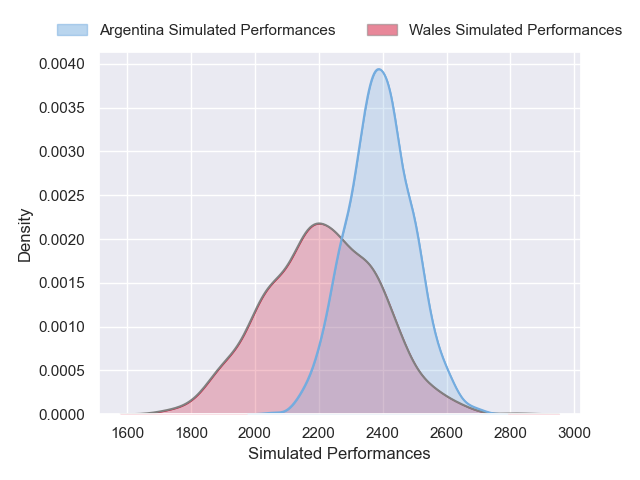 Argentina Simulated Performances
Wales Simulated Performances
0.0040
0.0035
0.0030
0.0025
0.0020
0.0015
0.0010
0.0005
0.0000
Density
1600 1800 2000 2200 2400 2600 2800 3000
Simulated Performances